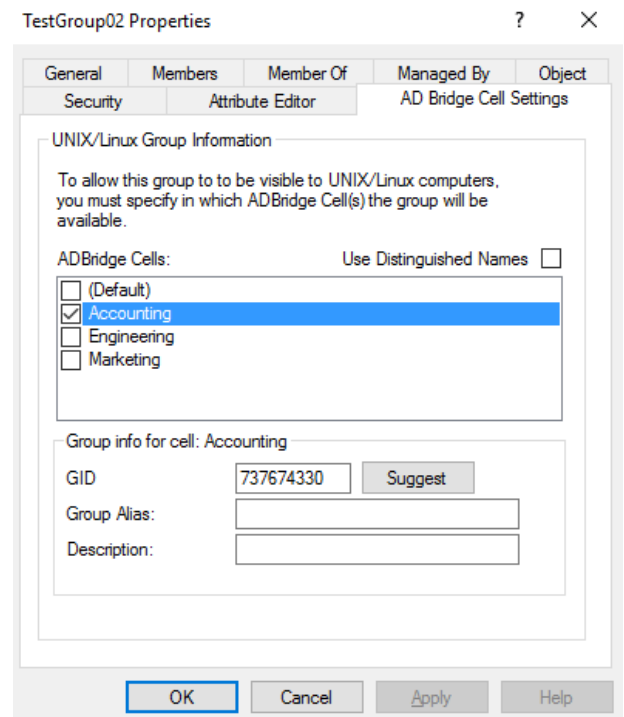 TestGroup02 Properties ? ×
General Members Member Of Managed By Object
Security Attribute Editor AD Bridge Cell Settings
UNIX/Linux Group Information
To allow this group to to be visible to UNIX/Linux computers,
you must specify in which ADBridge Cell(s) the group will be
available.
ADBridge Cells: Use Distinguished Names
(Default)
Accounting
Engineering
Marketing
Group info for cell: Accounting
GID 737674330 Suggest
Group Alias:
Description:
OK Cancel Apply Help